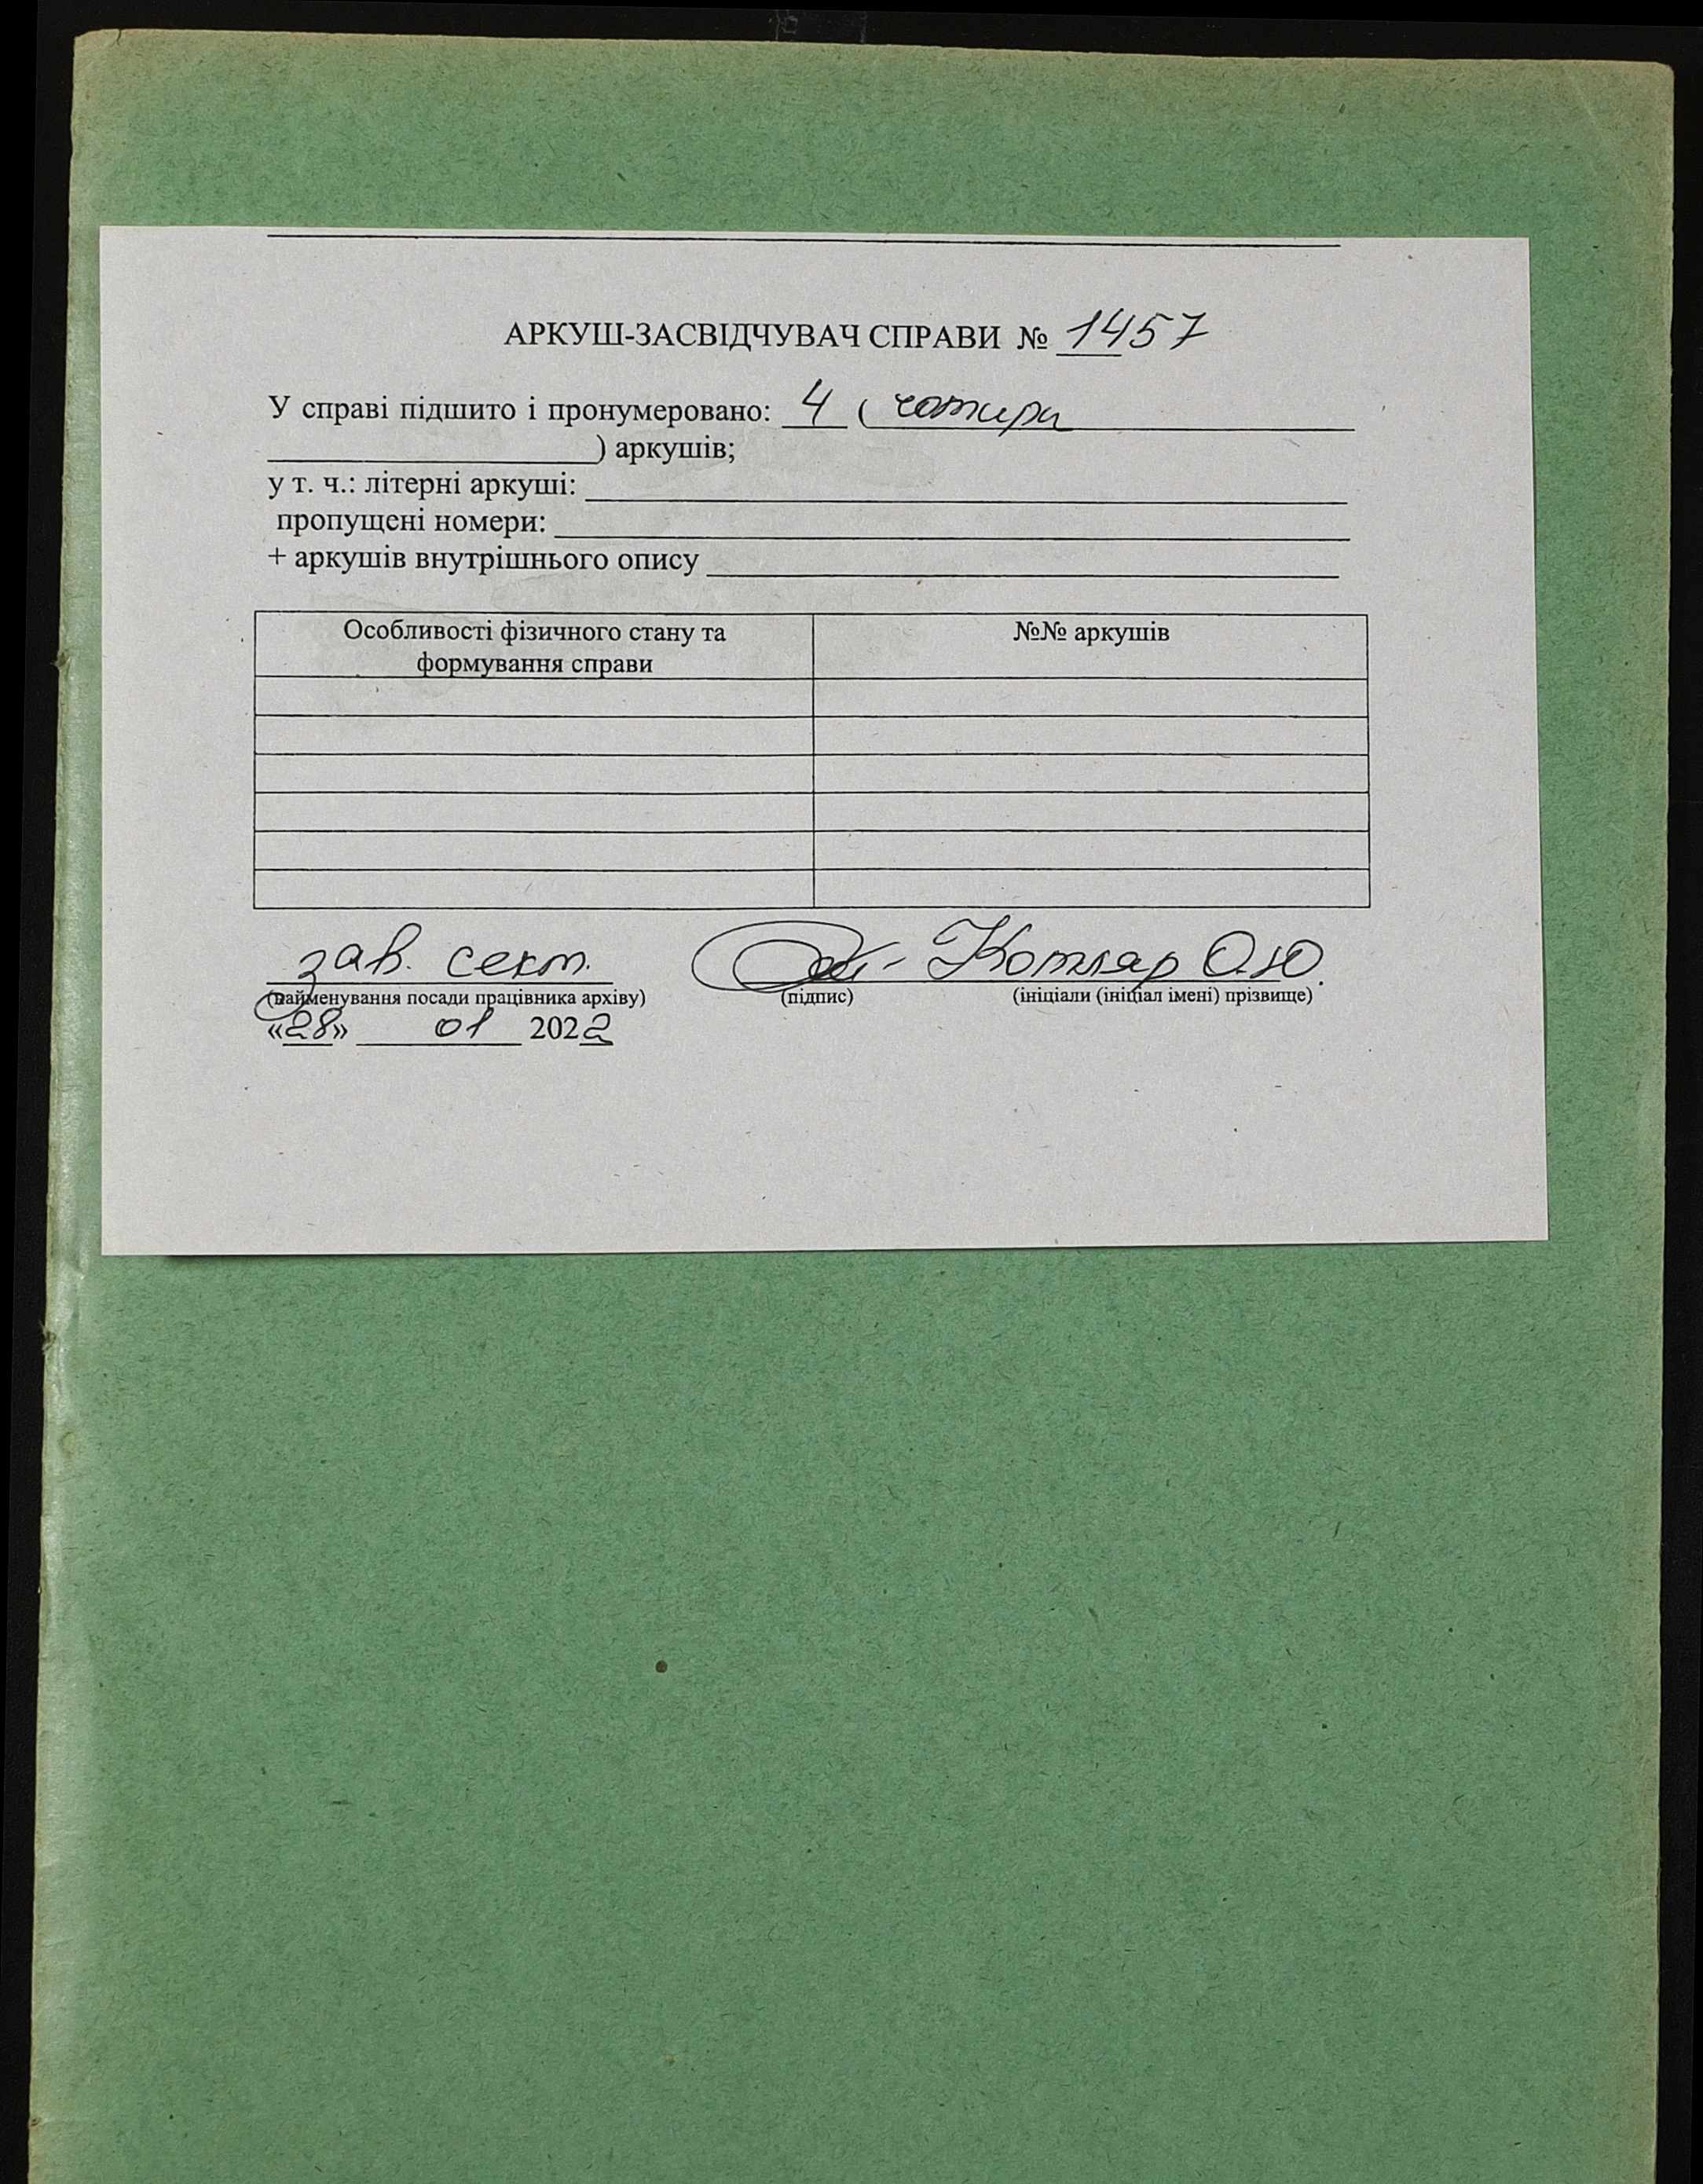 АРКУШ-ЗАСВІДЧУВАЧ СПРАВИ № 1457
У справі підшито і пронумеровано: 4 ( чотири
) аркушів;
у т. ч.: літерні аркуші:
пропущені номери:
+ аркушів внутрішнього опису
Особливості фізичного стану та формування справи №№ аркушів
зав. сект. Котляр О.Ю.
(найменування посади працівника архіву) (підпис) (ініціали (ініціал імені) прізвище)
«28» 01 2022